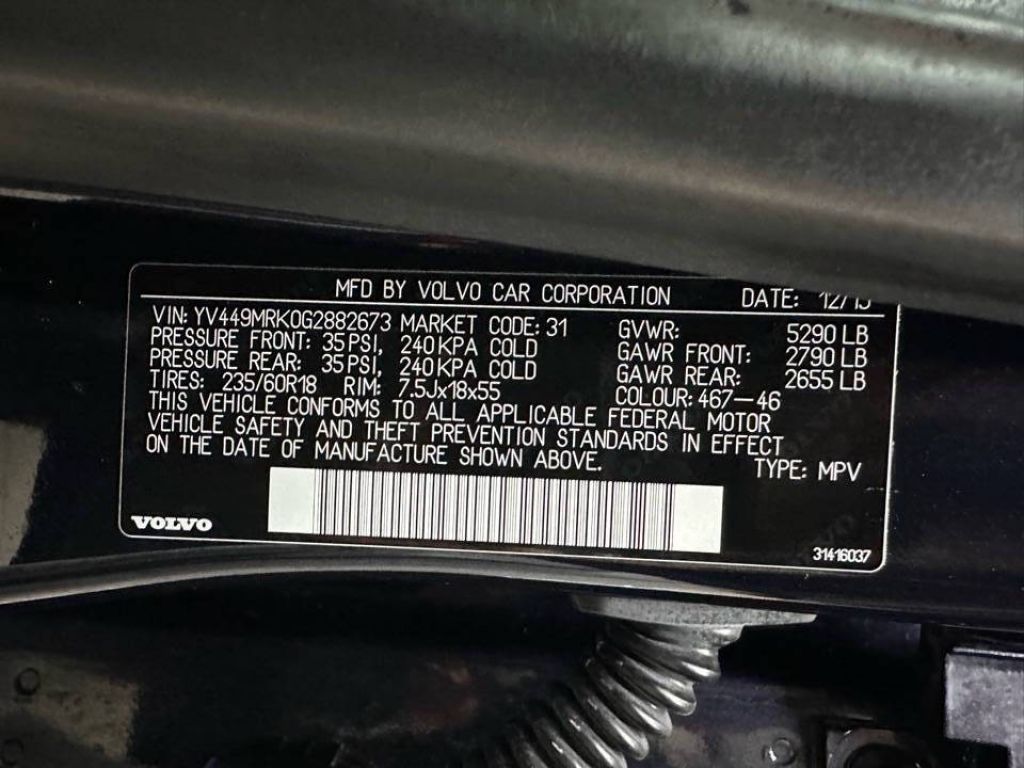 MFD BY VOLVO CAR CORPORATION DATE: 12/15
VIN: YV449MRK0G2882673 MARKET CODE: 31 GVWR: 5290 LB
PRESSURE FRONT: 35 PSI, 240 KPA COLD GAWR FRONT: 2790 LB
PRESSURE REAR: 35 PSI, 240 KPA COLD GAWR REAR: 2655 LB
TIRES: 235/60R18 RIM: 7.5Jx18x55 COLOUR: 467-46
THIS VEHICLE CONFORMS TO ALL APPLICABLE FEDERAL MOTOR
VEHICLE SAFETY AND THEFT PREVENTION STANDARDS IN EFFECT
ON THE DATE OF MANUFACTURE SHOWN ABOVE.
TYPE: MPV
VOLVO
31416037